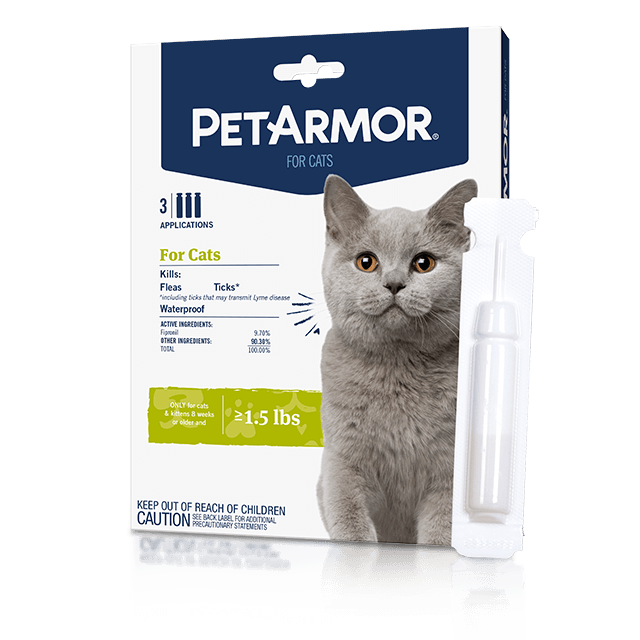 PETARMOR®
FOR CATS
3
APPLICATIONS
For Cats
Kills:
Fleas Ticks*
*including ticks that may transmit Lyme disease
Waterproof
ACTIVE INGREDIENTS:
Fipronil 9.70%
OTHER INGREDIENTS: 90.30%
TOTAL 100.00%
ONLY for cats
& kittens 8 weeks
or older and
≥1.5 lbs
KEEP OUT OF REACH OF CHILDREN
CAUTION SEE BACK LABEL FOR ADDITIONAL
PRECAUTIONARY STATEMENTS